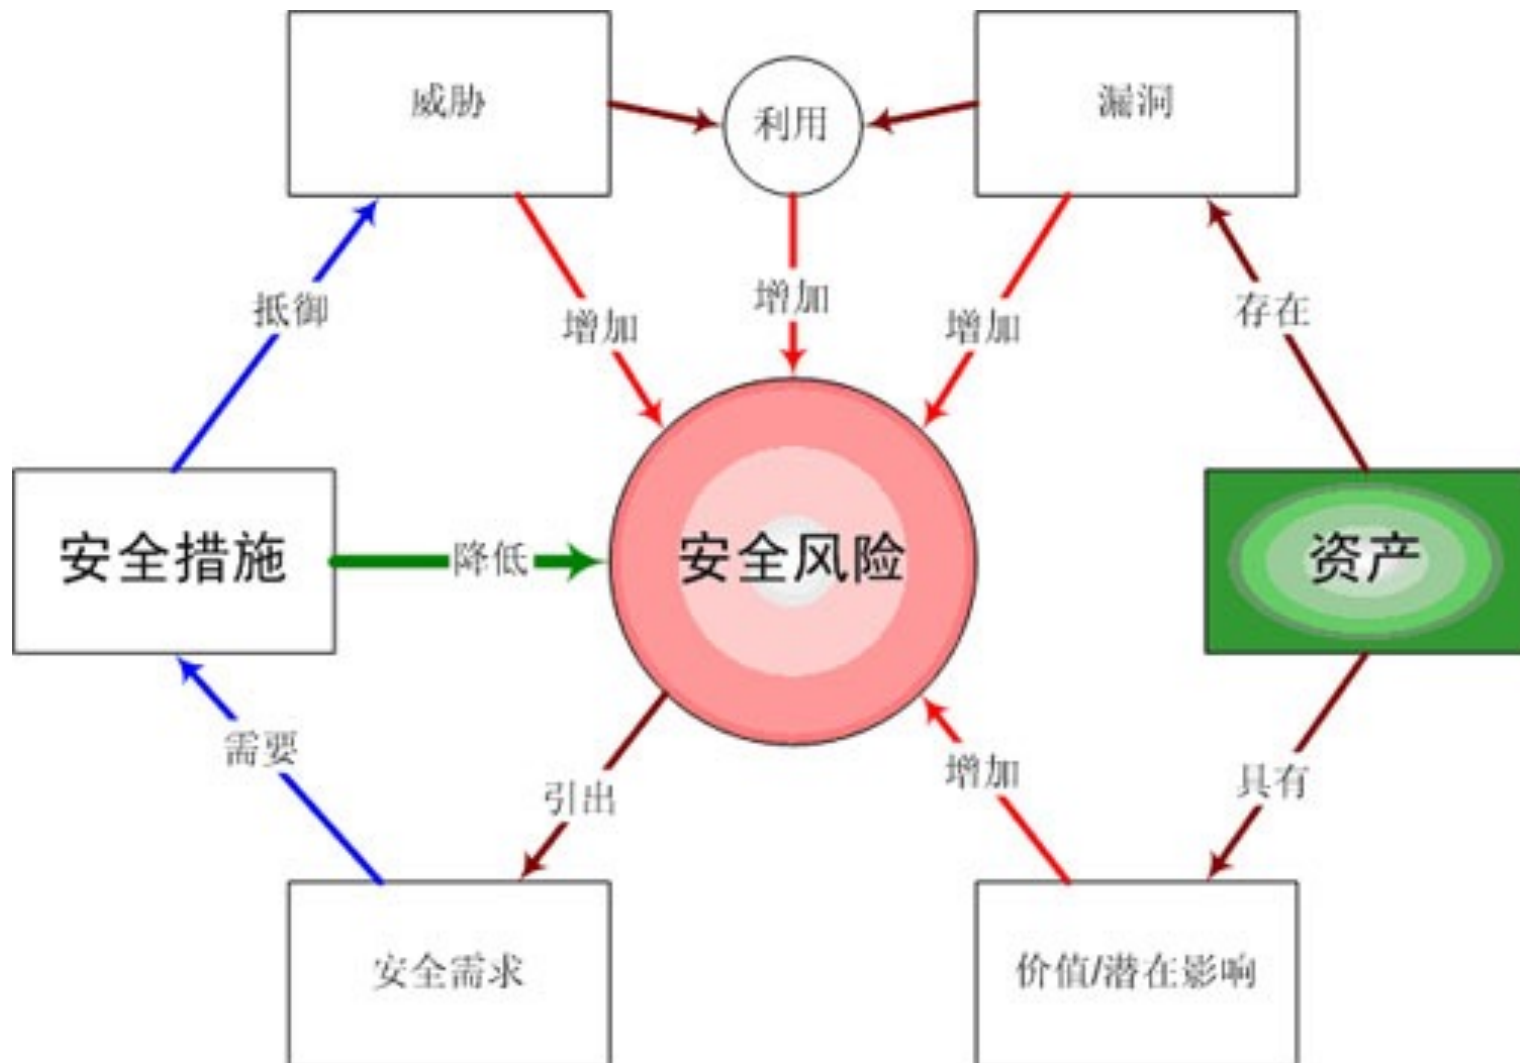 威胁
利用
漏洞
抵御
增加
增加
增加
存在
安全措施
降低
安全风险
资产
需要
引出
增加
具有
安全需求
价值/潜在影响